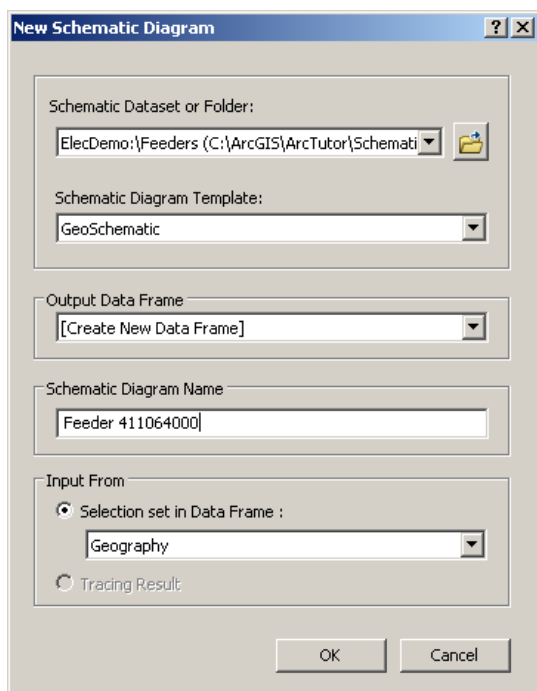 New Schematic Diagram
Schematic Dataset or Folder:
ElecDemo:\Feeders (C:\ArcGIS\ArcTutor\Schemati
Schematic Diagram Template:
GeoSchematic
Output Data Frame
[Create New Data Frame]
Schematic Diagram Name
Feeder 411064000
Input From
Selection set in Data Frame :
Geography
Tracing Result
OK Cancel